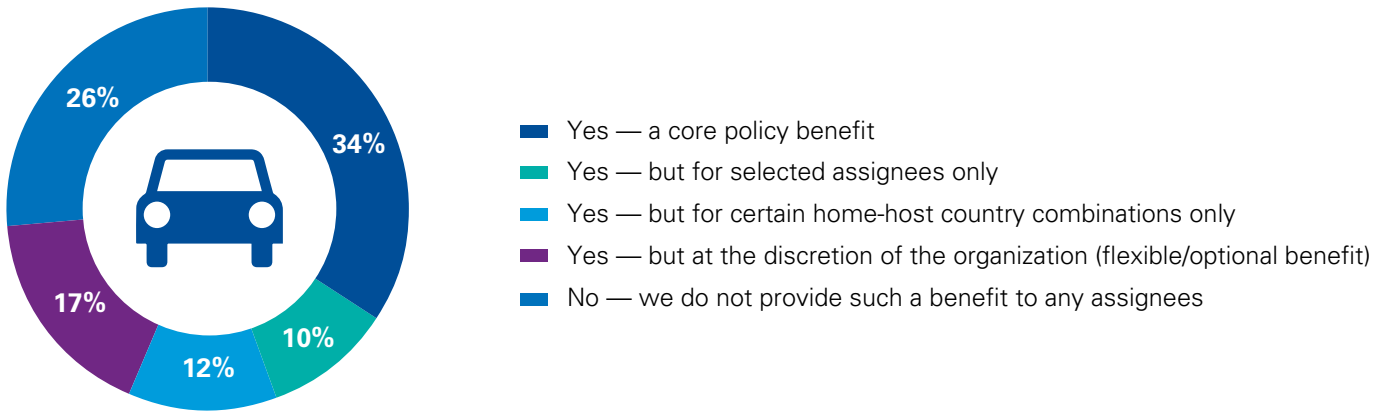 26%
34%
17%
10%
12%
Yes — a core policy benefit
Yes — but for selected assignees only
Yes — but for certain home-host country combinations only
Yes — but at the discretion of the organization (flexible/optional benefit)
No — we do not provide such a benefit to any assignees